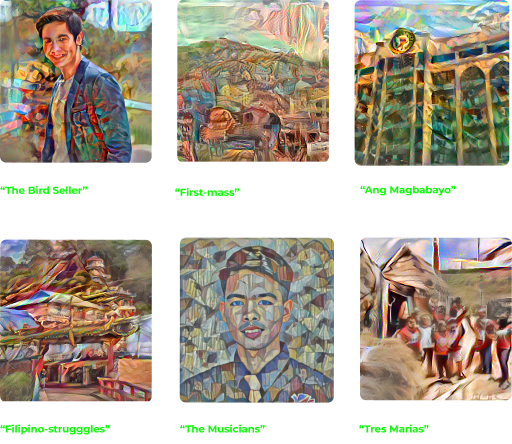 “The Bird Seller”
“First-mass”
“Ang Magbabayo”
“Filipino-strugggles”
“The Musicians”
“Tres Marias”